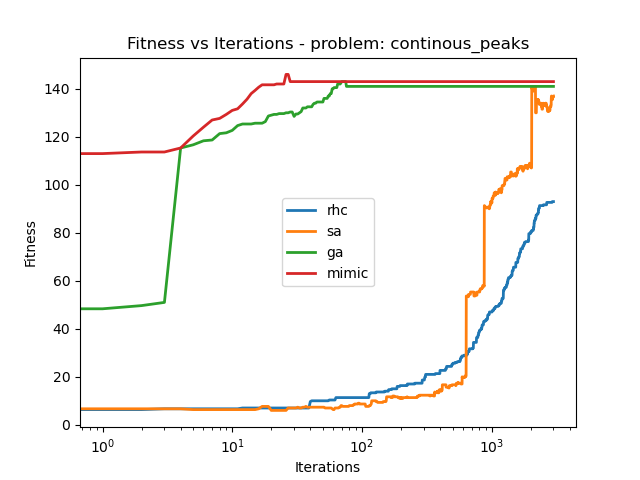 Fitness vs Iterations - problem: continous_peaks
140
120
100
80
60
40
20
0
Fitness
rhc
sa
ga
mimic
10⁰ 10¹ 10² 10³
Iterations